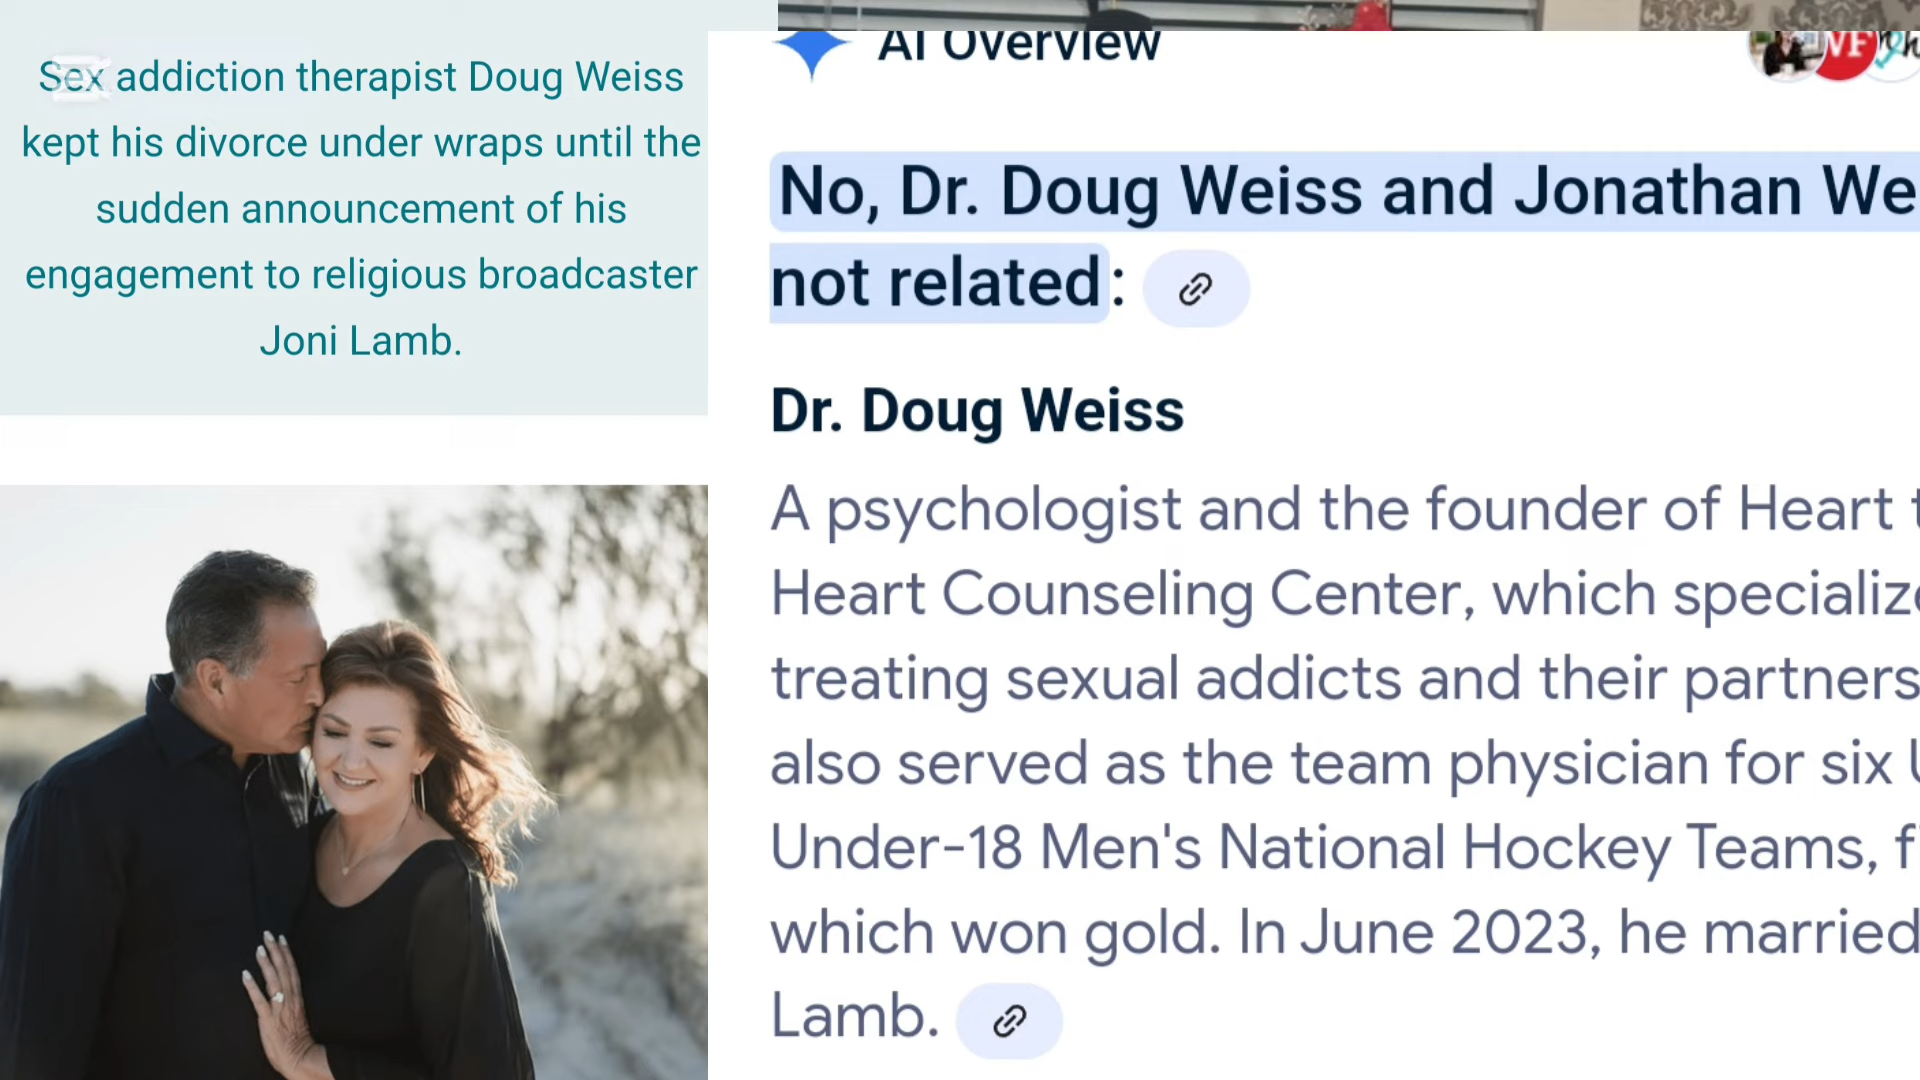 Sex addiction therapist Doug Weiss
kept his divorce under wraps until the
sudden announcement of his
engagement to religious broadcaster
Joni Lamb.
AI Overview
VF
No, Dr. Doug Weiss and Jonathan We
not related:
Dr. Doug Weiss
A psychologist and the founder of Heart t
Heart Counseling Center, which specialize
treating sexual addicts and their partners
also served as the team physician for six U
Under-18 Men's National Hockey Teams, fi
which won gold. In June 2023, he married
Lamb.